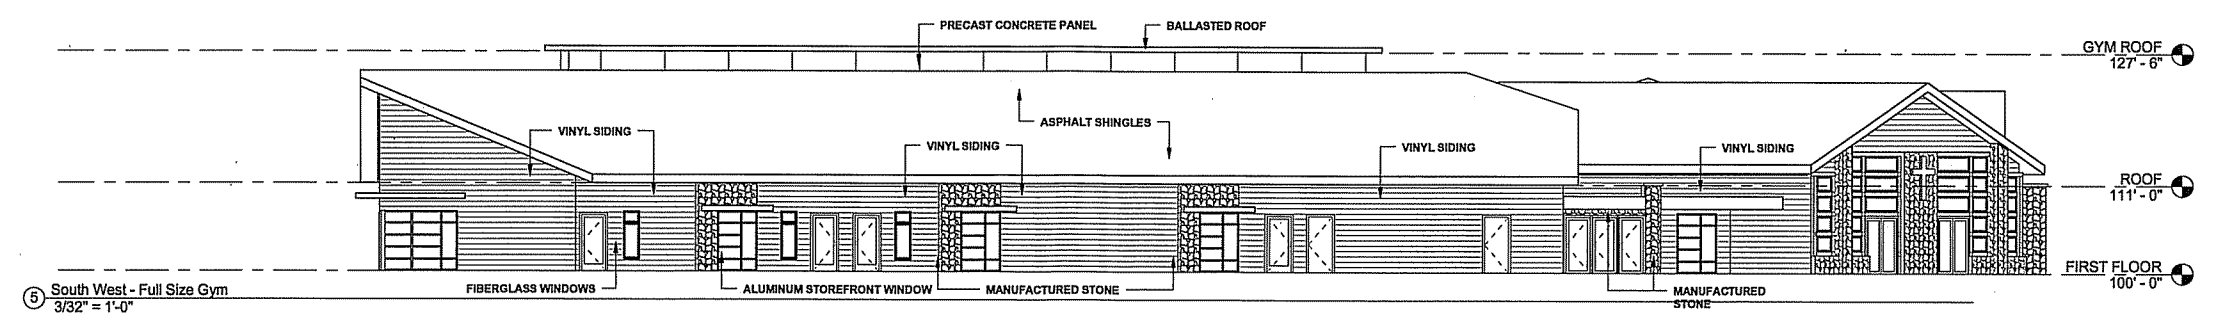 PRECAST CONCRETE PANEL
BALLASTED ROOF
GYM ROOF
127' - 6"
ASPHALT SHINGLES
VINYL SIDING
VINYL SIDING
VINYL SIDING
VINYL SIDING
ROOF
111' - 0"
FIRST FLOOR
100' - 0"
5
South West - Full Size Gym
3/32" = 1'-0"
FIBERGLASS WINDOWS
ALUMINUM STOREFRONT WINDOW
MANUFACTURED STONE
MANUFACTURED
STONE